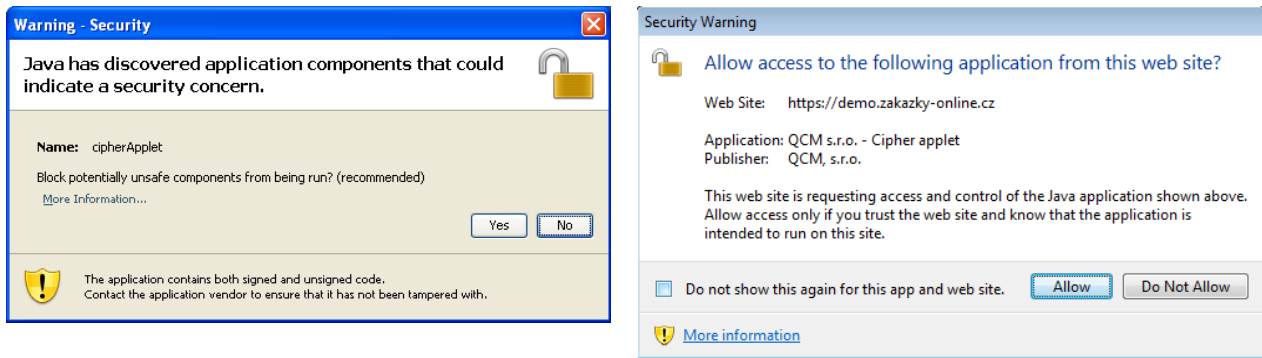 Warning - Security
Java has discovered application components that could
indicate a security concern.
Name: cipherApplet
Block potentially unsafe components from being run? (recommended)
More Information...
Yes No
The application contains both signed and unsigned code.
Contact the application vendor to ensure that it has not been tampered with.
Security Warning
Allow access to the following application from this web site?
Web Site: https://demo.zakazky-online.cz
Application: QCM s.r.o. - Cipher applet
Publisher: QCM, s.r.o.
This web site is requesting access and control of the Java application shown above.
Allow access only if you trust the web site and know that the application is
intended to run on this site.
Do not show this again for this app and web site. Allow Do Not Allow
More information